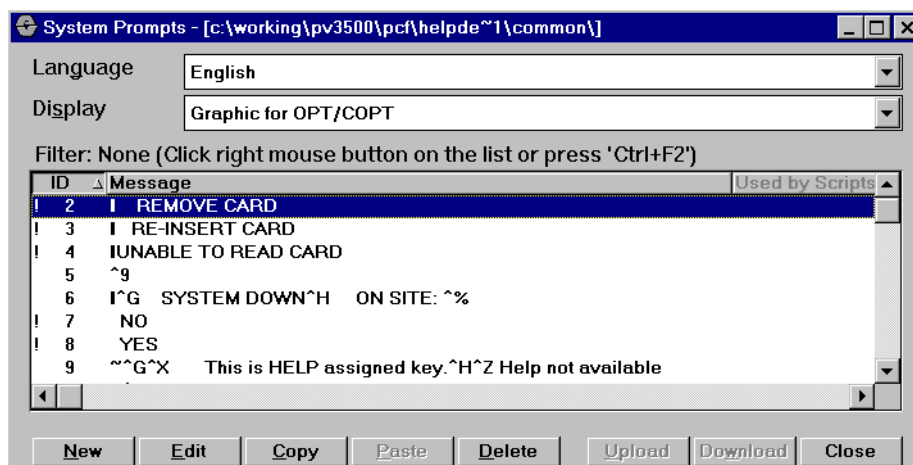 System Prompts - [c:\working\pv3500\pcf\helpde~1\common\]
Language English
Display Graphic for OPT/COPT
Filter: None (Click right mouse button on the list or press 'Ctrl+F2')
ID Message Used by Scripts
! 2 I REMOVE CARD
! 3 I RE-INSERT CARD
! 4 IUNABLE TO READ CARD
5 ^9
6 I^G SYSTEM DOWN^H ON SITE: ^%
! 7 NO
! 8 YES
9 ~^G^X This is HELP assigned key.^H^Z Help not available
New Edit Copy Paste Delete Upload Download Close